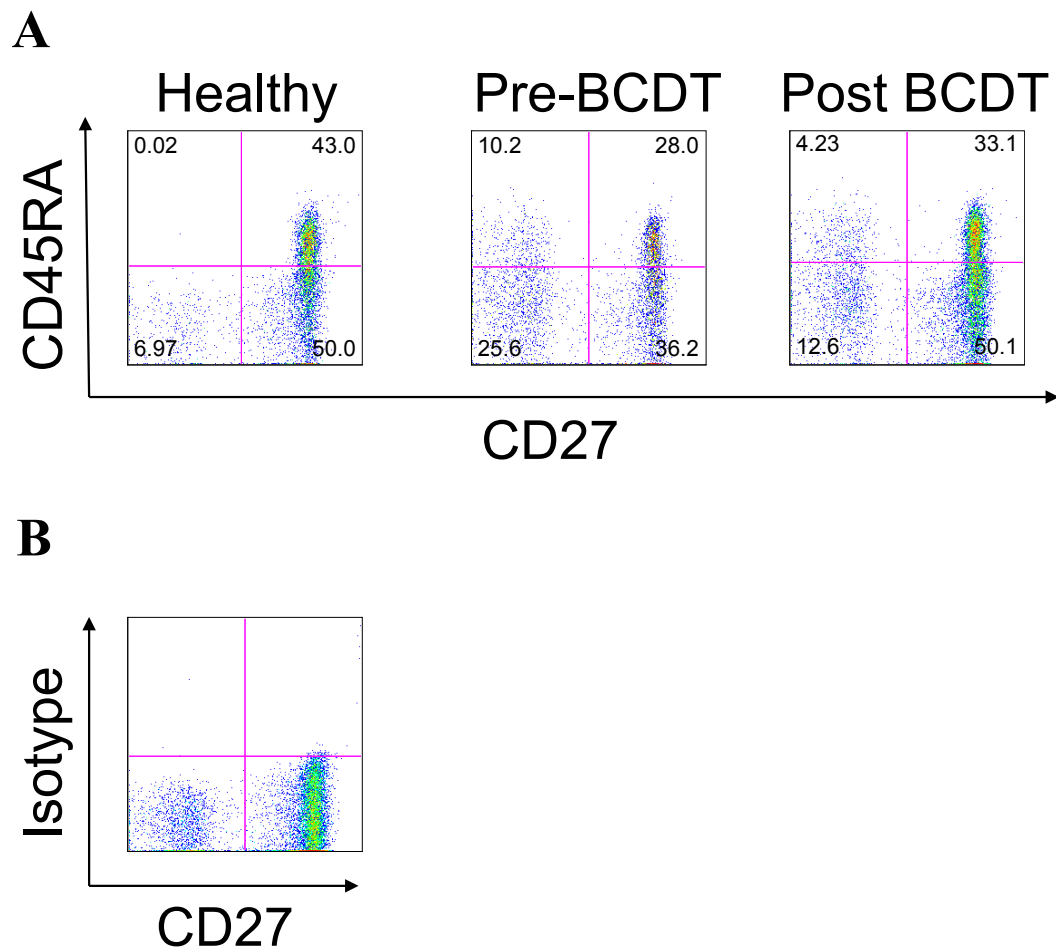 A
Healthy Pre-BCDT Post BCDT
0.02 43.0 10.2 28.0 4.23 33.1
CD45RA
6.97 50.0 25.6 36.2 12.6 50.1
CD27
B
Isotype
CD27